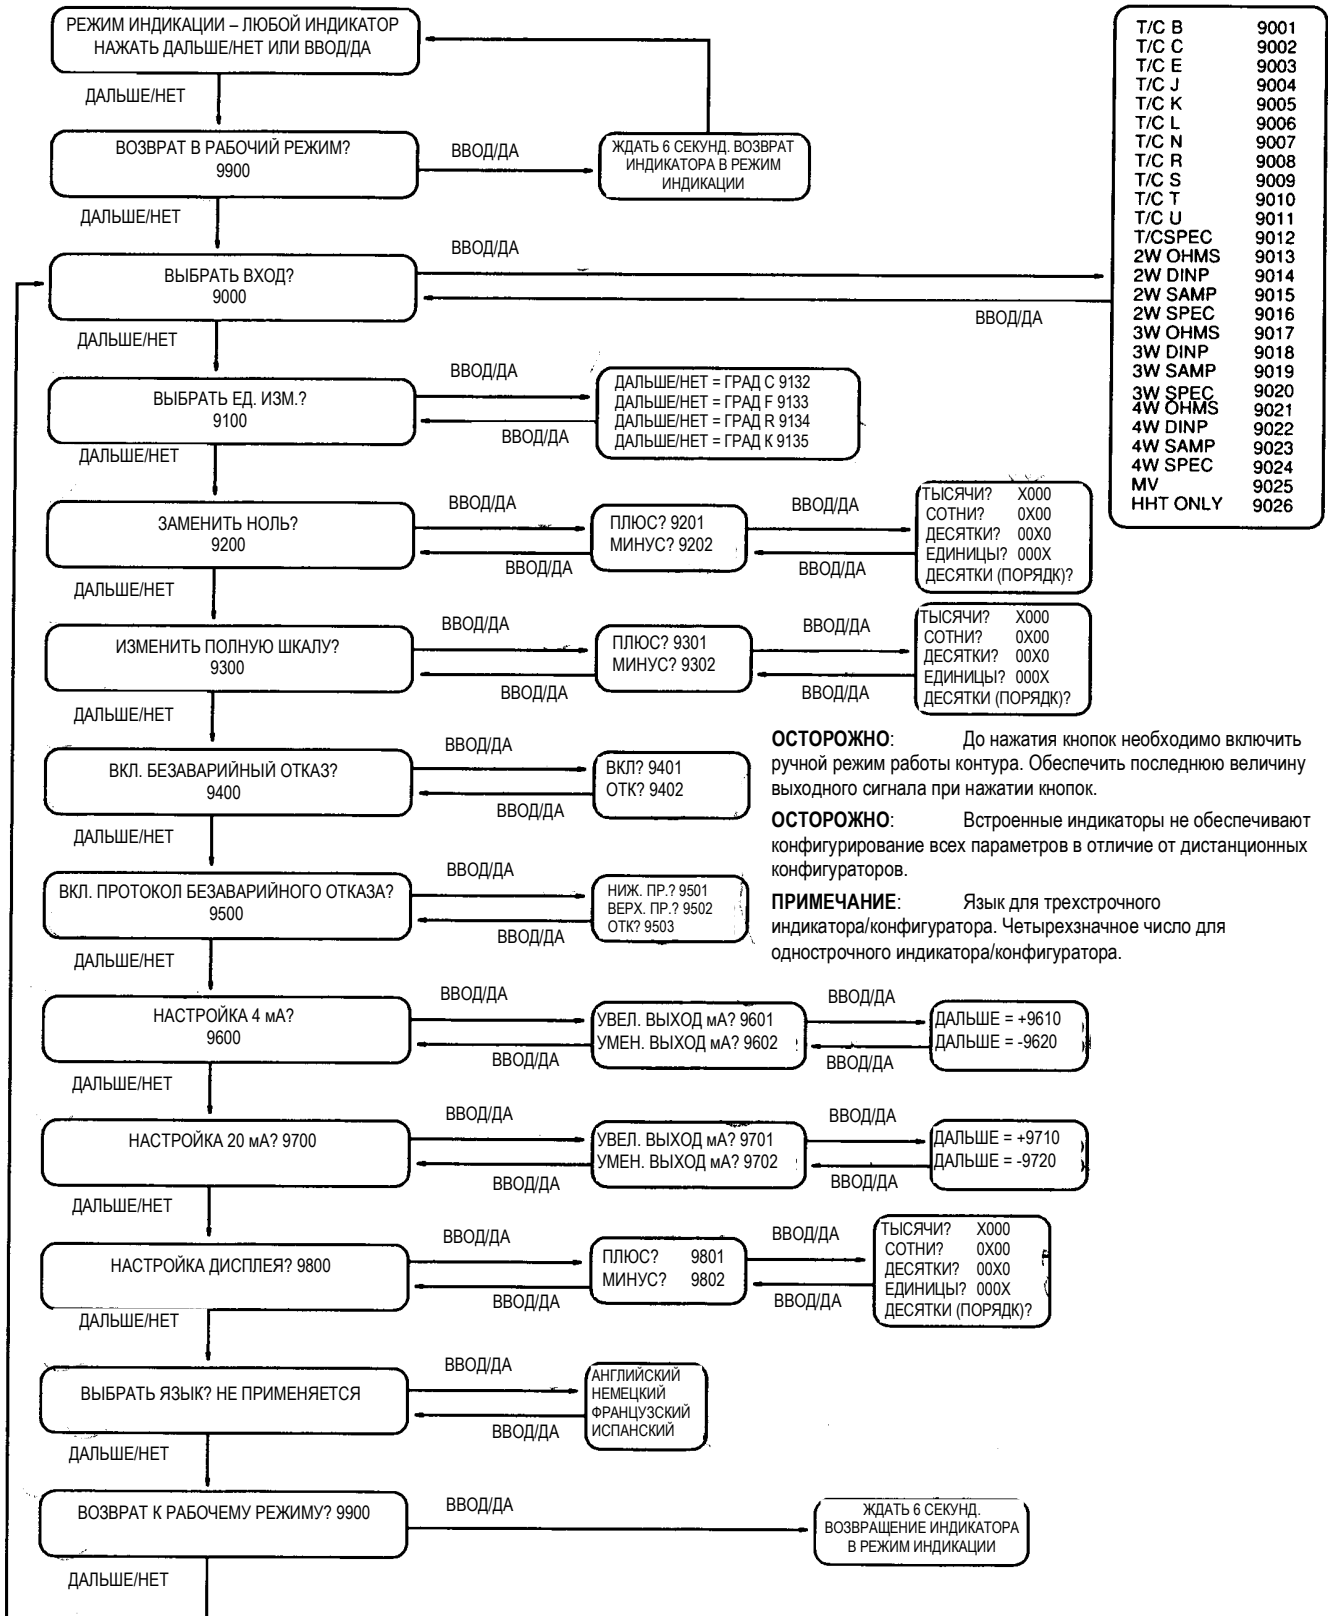 РЕЖИМ ИНДИКАЦИИ – ЛЮБОЙ ИНДИКАТОР
НАЖАТЬ ДАЛЬШЕ/НЕТ ИЛИ ВВОД/ДА
ДАЛЬШЕ/НЕТ
ВОЗВРАТ В РАБОЧИЙ РЕЖИМ?
9900
ВВОД/ДА
ЖДАТЬ 6 СЕКУНД. ВОЗВРАТ
ИНДИКАТОРА В РЕЖИМ
ИНДИКАЦИИ
ДАЛЬШЕ/НЕТ
ВЫБРАТЬ ВХОД?
9000
ВВОД/ДА
ВВОД/ДА
T/C B 9001
T/C C 9002
T/C E 9003
T/C J 9004
T/C K 9005
T/C L 9006
T/C N 9007
T/C R 9008
T/C S 9009
T/C T 9010
T/C U 9011
T/CSPEC 9012
2W OHMS 9013
2W DINP 9014
2W SAMP 9015
2W SPEC 9016
3W OHMS 9017
3W DINP 9018
3W SAMP 9019
3W SPEC 9020
4W OHMS 9021
4W DINP 9022
4W SAMP 9023
4W SPEC 9024
MV 9025
HHT ONLY 9026
ДАЛЬШЕ/НЕТ
ВЫБРАТЬ ЕД. ИЗМ.?
9100
ВВОД/ДА
ВВОД/ДА
ДАЛЬШЕ/НЕТ = ГРАД C 9132
ДАЛЬШЕ/НЕТ = ГРАД F 9133
ДАЛЬШЕ/НЕТ = ГРАД R 9134
ДАЛЬШЕ/НЕТ = ГРАД К 9135
ДАЛЬШЕ/НЕТ
ЗАМЕНИТЬ НОЛЬ?
9200
ВВОД/ДА
ВВОД/ДА
ПЛЮС? 9201
МИНУС? 9202
ВВОД/ДА
ВВОД/ДА
ТЫСЯЧИ? X000
СОТНИ? 0X00
ДЕСЯТКИ? 00X0
ЕДИНИЦЫ? 000X
ДЕСЯТКИ (ПОРЯДК)?
ДАЛЬШЕ/НЕТ
ИЗМЕНИТЬ ПОЛНУЮ ШКАЛУ?
9300
ВВОД/ДА
ВВОД/ДА
ПЛЮС? 9301
МИНУС? 9302
ВВОД/ДА
ВВОД/ДА
ТЫСЯЧИ? X000
СОТНИ? 0X00
ДЕСЯТКИ? 00X0
ЕДИНИЦЫ? 000X
ДЕСЯТКИ (ПОРЯДК)?
ДАЛЬШЕ/НЕТ
ВКЛ. БЕЗАВАРИЙНЫЙ ОТКАЗ?
9400
ВВОД/ДА
ВВОД/ДА
ВКЛ? 9401
ОТК? 9402
ОСТОРОЖНО: До нажатия кнопок необходимо включить
ручной режим работы контура. Обеспечить последнюю величину
выходного сигнала при нажатии кнопок.
ОСТОРОЖНО: Встроенные индикаторы не обеспечивают
конфигурирование всех параметров в отличие от дистанционных
конфигураторов.
ПРИМЕЧАНИЕ: Язык для трехстрочного
индикатора/конфигуратора. Четырехзначное число для
однострочного индикатора/конфигуратора.
ДАЛЬШЕ/НЕТ
ВКЛ. ПРОТОКОЛ БЕЗАВАРИЙНОГО ОТКАЗА?
9500
ВВОД/ДА
ВВОД/ДА
НИЖ. ПР.? 9501
ВЕРХ. ПР.? 9502
ОТК? 9503
ДАЛЬШЕ/НЕТ
НАСТРОЙКА 4 мА?
9600
ВВОД/ДА
ВВОД/ДА
УВЕЛ. ВЫХОД мА? 9601
УМЕН. ВЫХОД мА? 9602
ВВОД/ДА
ВВОД/ДА
ДАЛЬШЕ = +9610
ДАЛЬШЕ = -9620
ДАЛЬШЕ/НЕТ
НАСТРОЙКА 20 мА? 9700
ВВОД/ДА
ВВОД/ДА
УВЕЛ. ВЫХОД мА? 9701
УМЕН. ВЫХОД мА? 9702
ВВОД/ДА
ВВОД/ДА
ДАЛЬШЕ = +9710
ДАЛЬШЕ = -9720
ДАЛЬШЕ/НЕТ
НАСТРОЙКА ДИСПЛЕЯ? 9800
ВВОД/ДА
ВВОД/ДА
ПЛЮС? 9801
МИНУС? 9802
ВВОД/ДА
ВВОД/ДА
ТЫСЯЧИ? X000
СОТНИ? 0X00
ДЕСЯТКИ? 00X0
ЕДИНИЦЫ? 000X
ДЕСЯТКИ (ПОРЯДК)?
ДАЛЬШЕ/НЕТ
ВЫБРАТЬ ЯЗЫК? НЕ ПРИМЕНЯЕТСЯ
ВВОД/ДА
ВВОД/ДА
АНГЛИЙСКИЙ
НЕМЕЦКИЙ
ФРАНЦУЗСКИЙ
ИСПАНСКИЙ
ДАЛЬШЕ/НЕТ
ВОЗВРАТ К РАБОЧЕМУ РЕЖИМУ? 9900
ВВОД/ДА
ЖДАТЬ 6 СЕКУНД.
ВОЗВРАЩЕНИЕ ИНДИКАТОРА
В РЕЖИМ ИНДИКАЦИИ
ДАЛЬШЕ/НЕТ